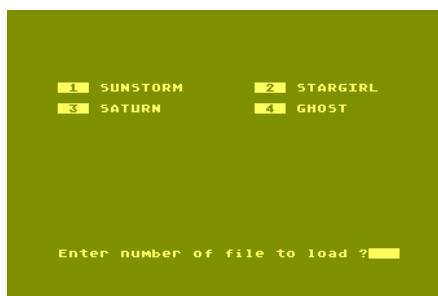 1 SUNSTORM 2 STARGIRL
3 SATURN 4 GHOST
Enter number of file to load ?